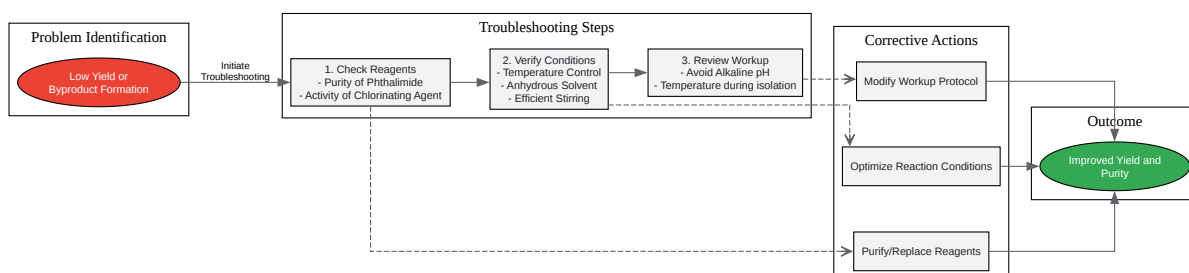 Problem Identification
Low Yield or
Byproduct Formation
Initiate
Troubleshooting
Troubleshooting Steps
1. Check Reagents
- Purity of Phthalimide
- Activity of Chlorinating Agent
2. Verify Conditions
- Temperature Control
- Anhydrous Solvent
- Efficient Stirring
3. Review Workup
- Avoid Alkaline pH
- Temperature during isolation
Corrective Actions
Modify Workup Protocol
Optimize Reaction Conditions
Purify/Replace Reagents
Outcome
Improved Yield and
Purity